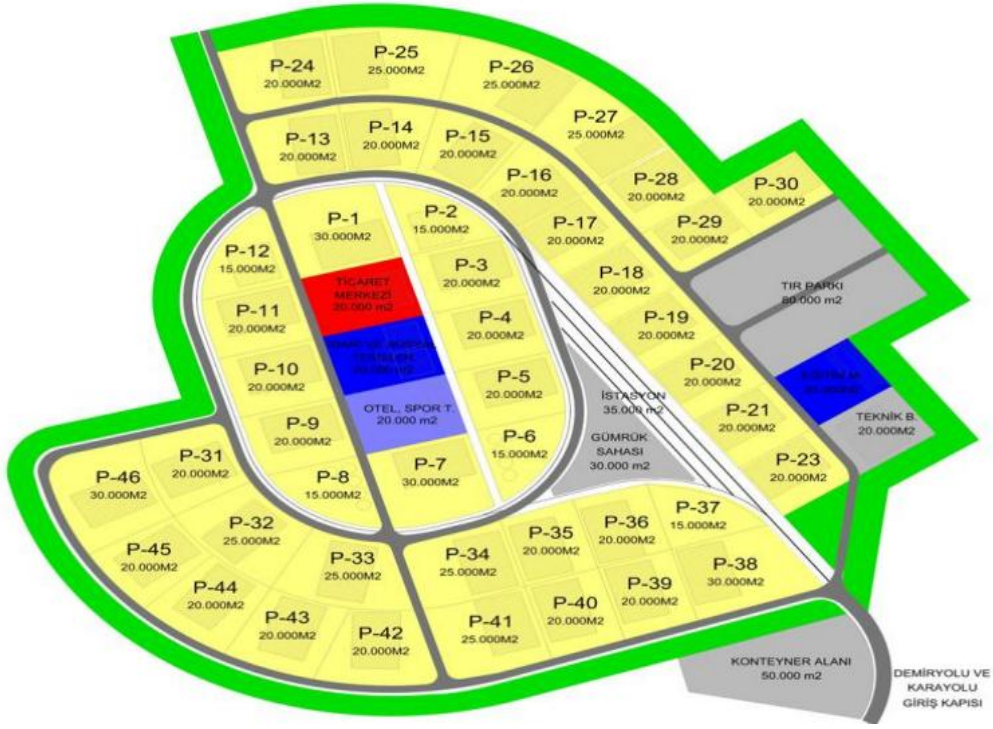 P-24
20.000M2
P-25
25.000M2
P-26
25.000M2
P-27
25.000M2
P-28
20.000M2
P-29
20.000M2
P-30
20.000M2
P-13
20.000M2
P-14
20.000M2
P-15
20.000M2
P-16
20.000M2
P-17
20.000M2
P-18
20.000M2
P-19
20.000M2
P-20
20.000M2
P-21
20.000M2
P-23
20.000M2
P-12
15.000M2
P-11
20.000M2
P-10
20.000M2
P-9
20.000M2
P-8
15.000M2
P-1
30.000M2
TİCARET
MERKEZİ
20.000 m2
OTEL, SPOR T.
20.000 m2
P-7
30.000M2
P-2
15.000M2
P-3
20.000M2
P-4
20.000M2
P-5
20.000M2
P-6
15.000M2
TIR PARKI
80.000 m2
TEKNİK B.
20.000M2
İSTASYON
35.000 m2
GÜMRÜK
SAHASI
30.000 m2
P-46
30.000M2
P-31
20.000M2
P-32
25.000M2
P-33
25.000M2
P-45
20.000M2
P-44
20.000M2
P-43
20.000M2
P-42
20.000M2
P-34
25.000M2
P-35
20.000M2
P-36
20.000M2
P-37
15.000M2
P-38
30.000M2
P-39
20.000M2
P-40
20.000M2
P-41
25.000M2
KONTEYNER ALANI
50.000 m2
DEMİRYOLU VE
KARAYOLU
GİRİŞ KAPISI